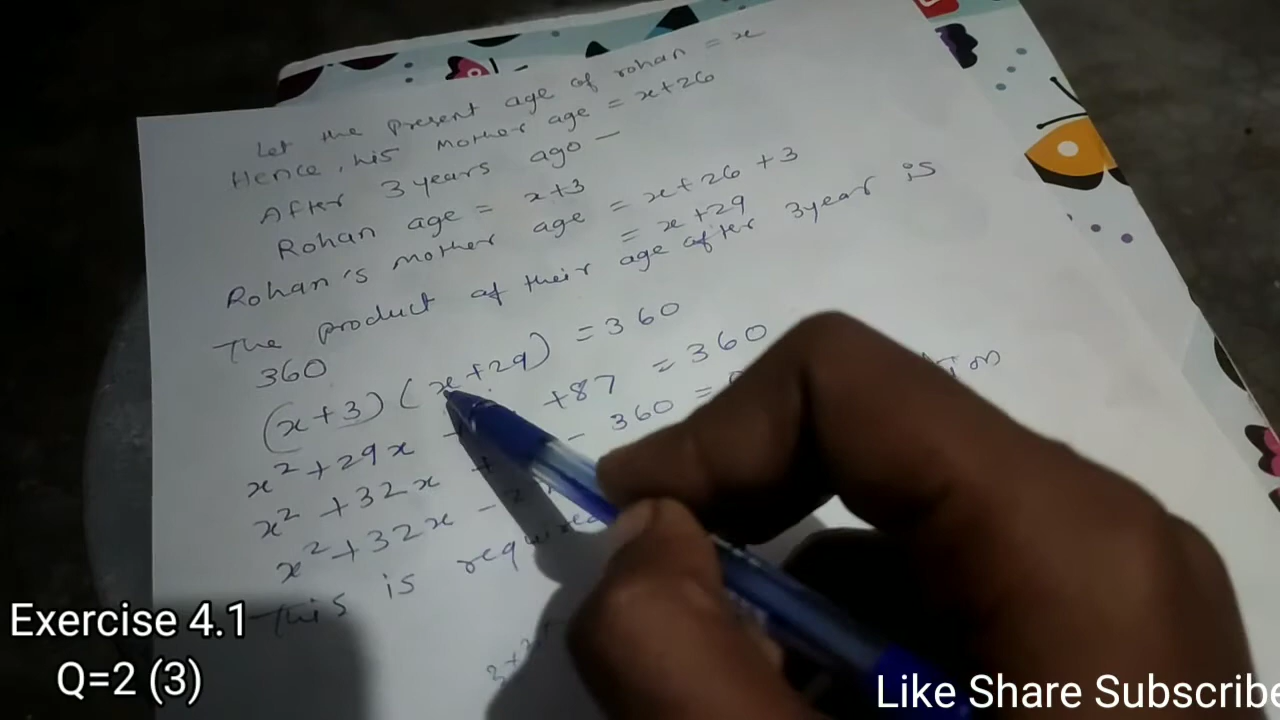 Let the present age of rohan = x
Hence, his mother age = x+26
After 3 years ago —
Rohan age = x+3
Rohan's mother age = x+26+3
= x+29
The product of their age after 3year is
360
(x+3) (x+29) = 360
x²+29x +87 = 360
x² +32x + - 360 =
x²+32x - 2
This is required
Exercise 4.1
Q=2 (3)
Like Share Subscribe